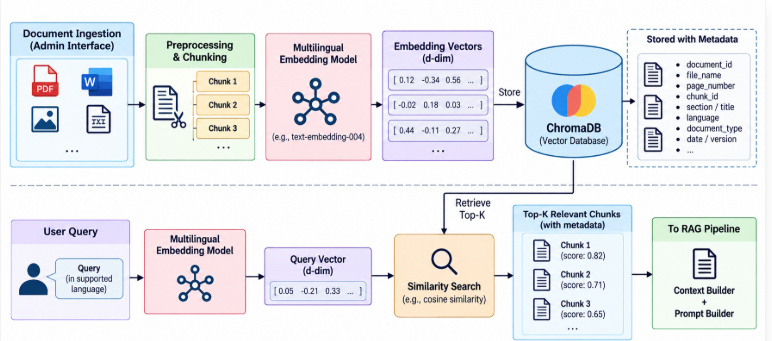 Document Ingestion
(Admin Interface)
PDF
W
TXT
...
Preprocessing
& Chunking
Chunk 1
Chunk 2
Chunk 3
...
Multilingual
Embedding Model
(e.g., text-embedding-004)
Embedding Vectors
(d-dim)
[ 0.12 -0.34 0.56 ... ]
[ -0.02 0.18 0.03 ... ]
[ 0.44 -0.11 0.27 ... ]
...
Store
ChromaDB
(Vector Database)
Stored with Metadata
• document_id
• file_name
• page_number
• chunk_id
• section / title
• language
• document_type
• date / version
• ...
User Query
Query
(in supported
language)
Multilingual
Embedding Model
Query Vector
(d-dim)
[ 0.05 -0.21 0.33 ... ]
Retrieve
Top-K
Similarity Search
(e.g., cosine similarity)
Top-K Relevant Chunks
(with metadata)
Chunk 1
(score: 0.82)
Chunk 2
(score: 0.71)
Chunk 3
(score: 0.65)
...
To RAG Pipeline
Context Builder
+
Prompt Builder